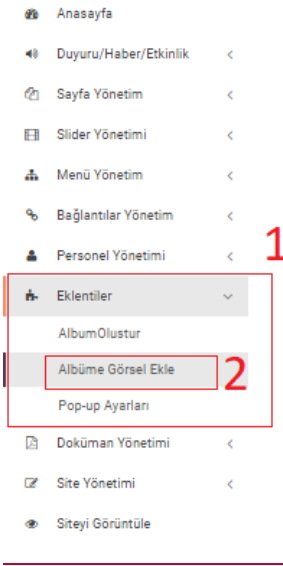 Anasayfa
Duyuru/Haber/Etkinlik
Sayfa Yönetim
Slider Yönetimi
Menü Yönetim
Bağlantılar Yönetim
Personel Yönetimi
1
Eklentiler
AlbumOlustur
Albüme Görsel Ekle
2
Pop-up Ayarları
Doküman Yönetimi
Site Yönetimi
Siteyi Görüntüle